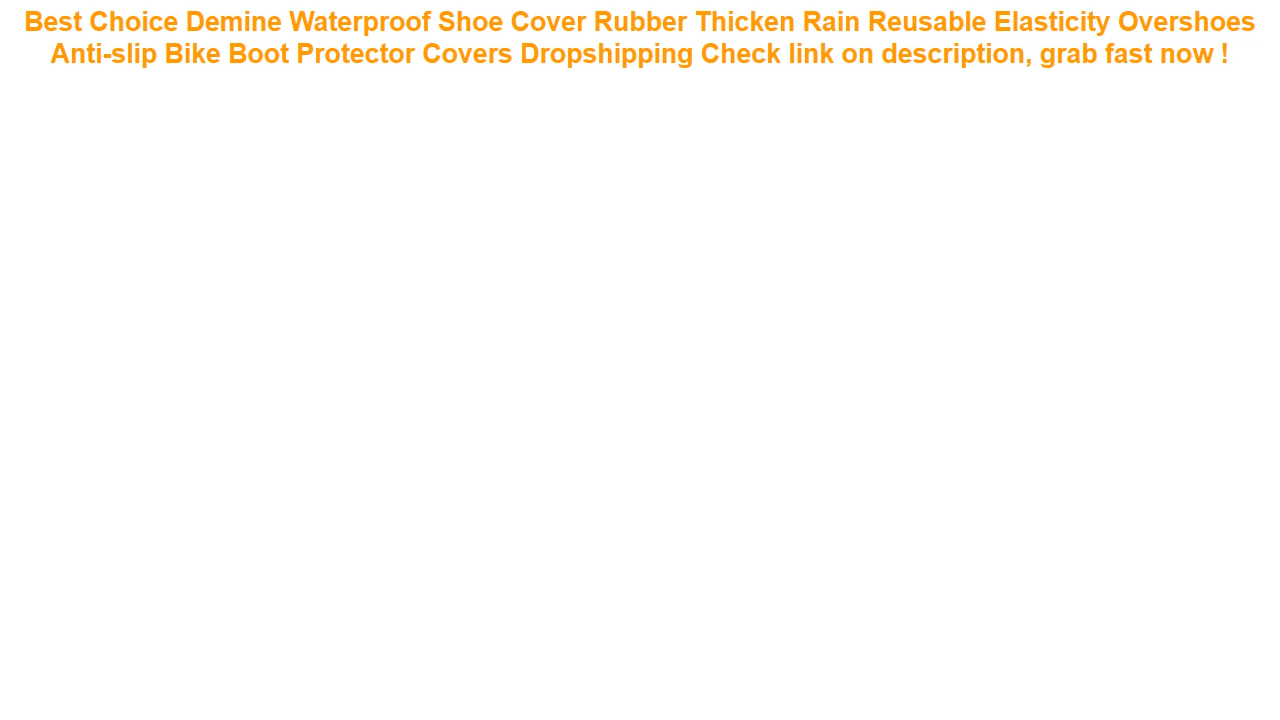 Best Choice Demine Waterproof Shoe Cover Rubber Thicken Rain Reusable Elasticity Overshoes
Anti-slip Bike Boot Protector Covers Dropshipping Check link on description, grab fast now !